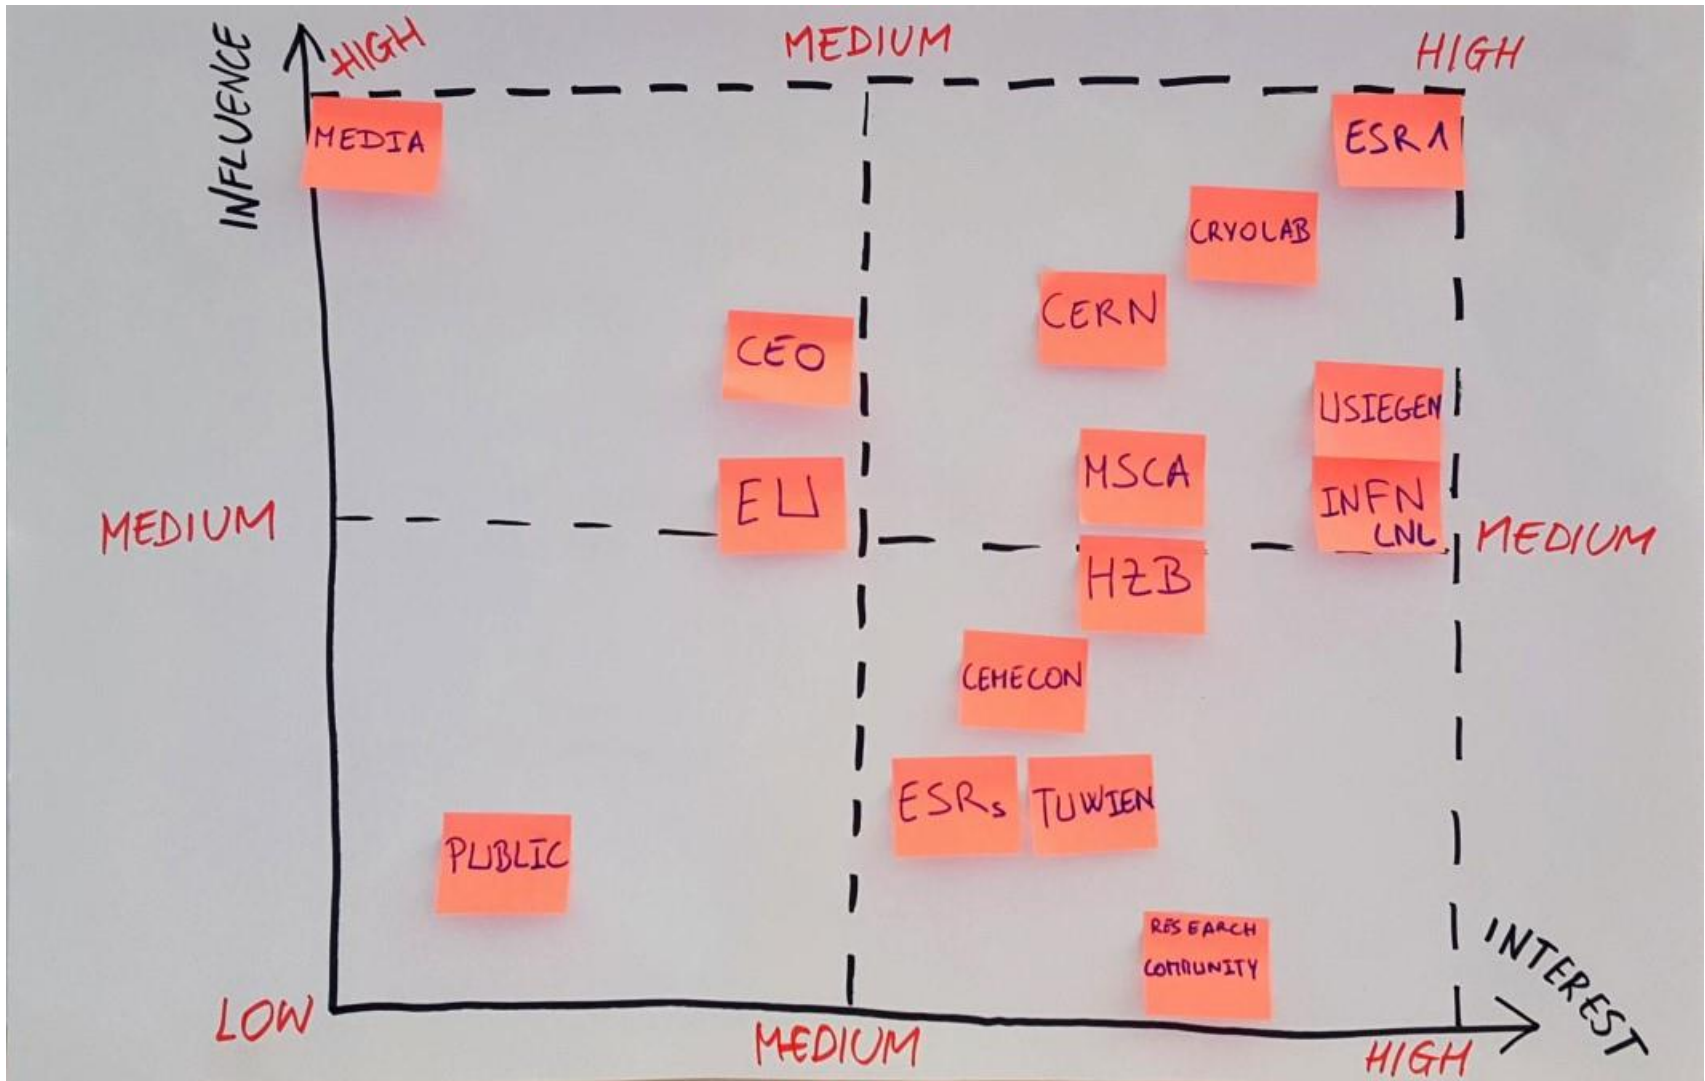 INFLUENCE
HIGH
MEDIUM
HIGH
MEDIA
ESR1
CRYOLAB
CERN
CEO
USIEGEN
MSCA
EU
INFN
LNL
MEDIUM
MEDIUM
HZB
CEMECON
ESRs
TUWIEN
PUBLIC
RESEARCH
COMMUNITY
INTEREST
LOW
MEDIUM
HIGH